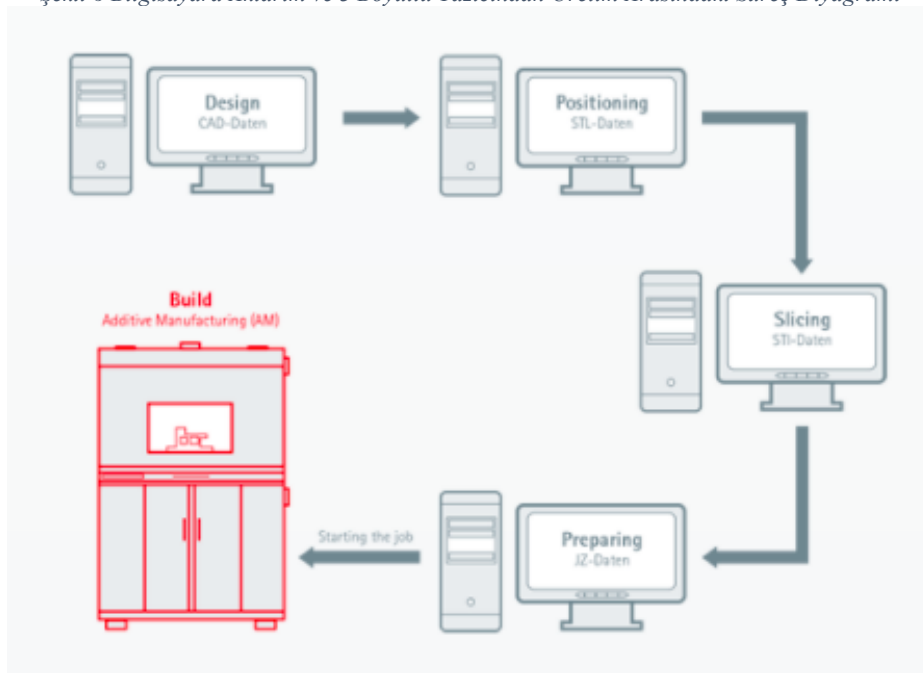 Design
CAD-Daten
Positioning
STL-Daten
Slicing
STI-Daten
Build
Additive Manufacturing (AM)
Starting the job
Preparing
JZ-Daten